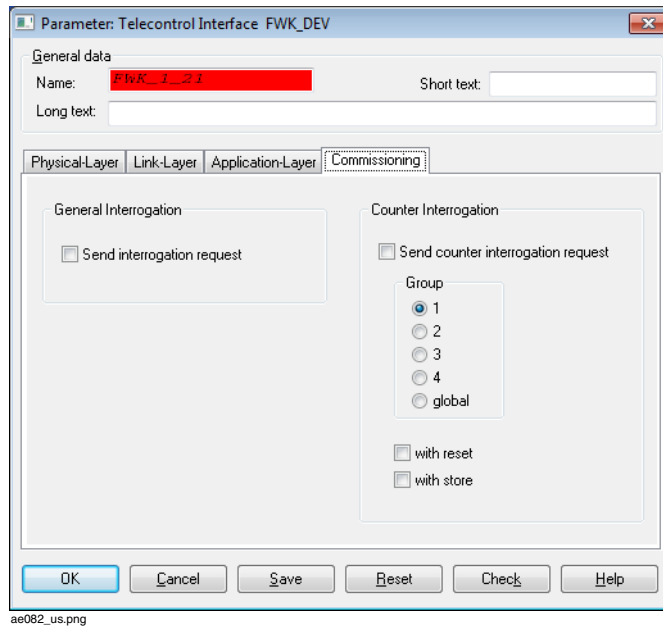 Parameter: Telecontrol Interface FWK_DEV
General data
Name: FWK_1_21 Short text:
Long text:
Physical-Layer Link-Layer Application-Layer Commissioning
General Interrogation Counter Interrogation
Send interrogation request Send counter interrogation request
Group
1
2
3
4
global
with reset
with store
OK Cancel Save Reset Check Help
ae082_us.png